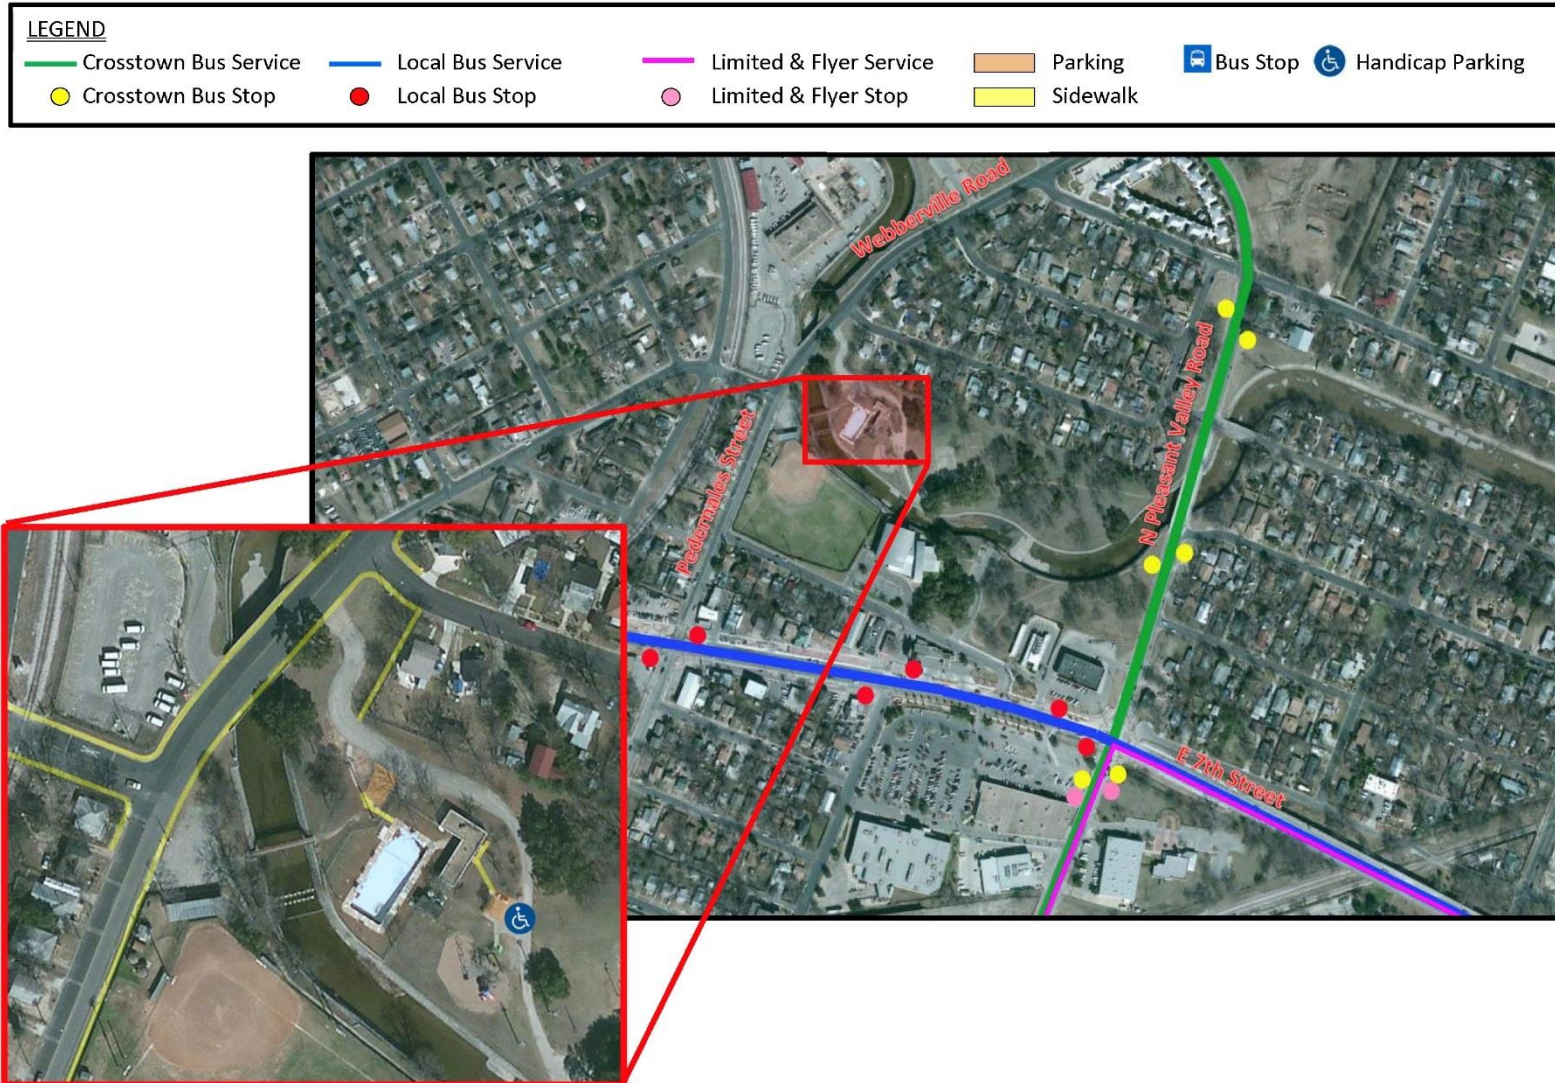 LEGEND
Crosstown Bus Service
Local Bus Service
Limited & Flyer Service
Parking
Bus Stop
Handicap Parking
Crosstown Bus Stop
Local Bus Stop
Limited & Flyer Stop
Sidewalk
Webberville Road
N Pleasant Valley Road
Pedernales Street
E 7th Street